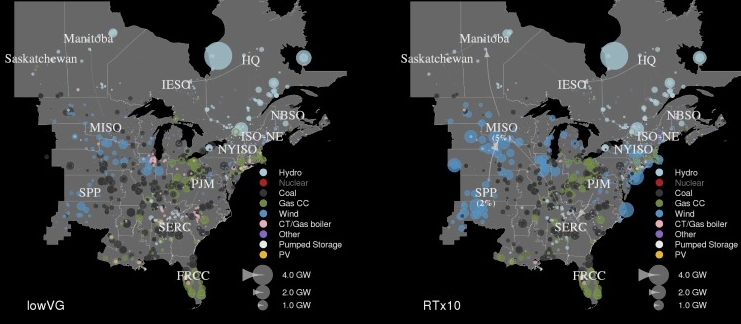 Manitoba
Saskatchewan
HQ
IESO
NBSO
MISO
ISO-NE
NYISO
PJM
SPP
SERC
FRCC
Hydro
Nuclear
Coal
Gas CC
Wind
CT/Gas boiler
Other
Pumped Storage
PV
4.0 GW
2.0 GW
1.0 GW
lowVG
Manitoba
Saskatchewan
HQ
IESO
NBSO
MISO
(5%)
ISO-NE
NYISO
PJM
SPP
(2%)
SERC
FRCC
Hydro
Nuclear
Coal
Gas CC
Wind
CT/Gas boiler
Other
Pumped Storage
PV
4.0 GW
2.0 GW
1.0 GW
RTx10